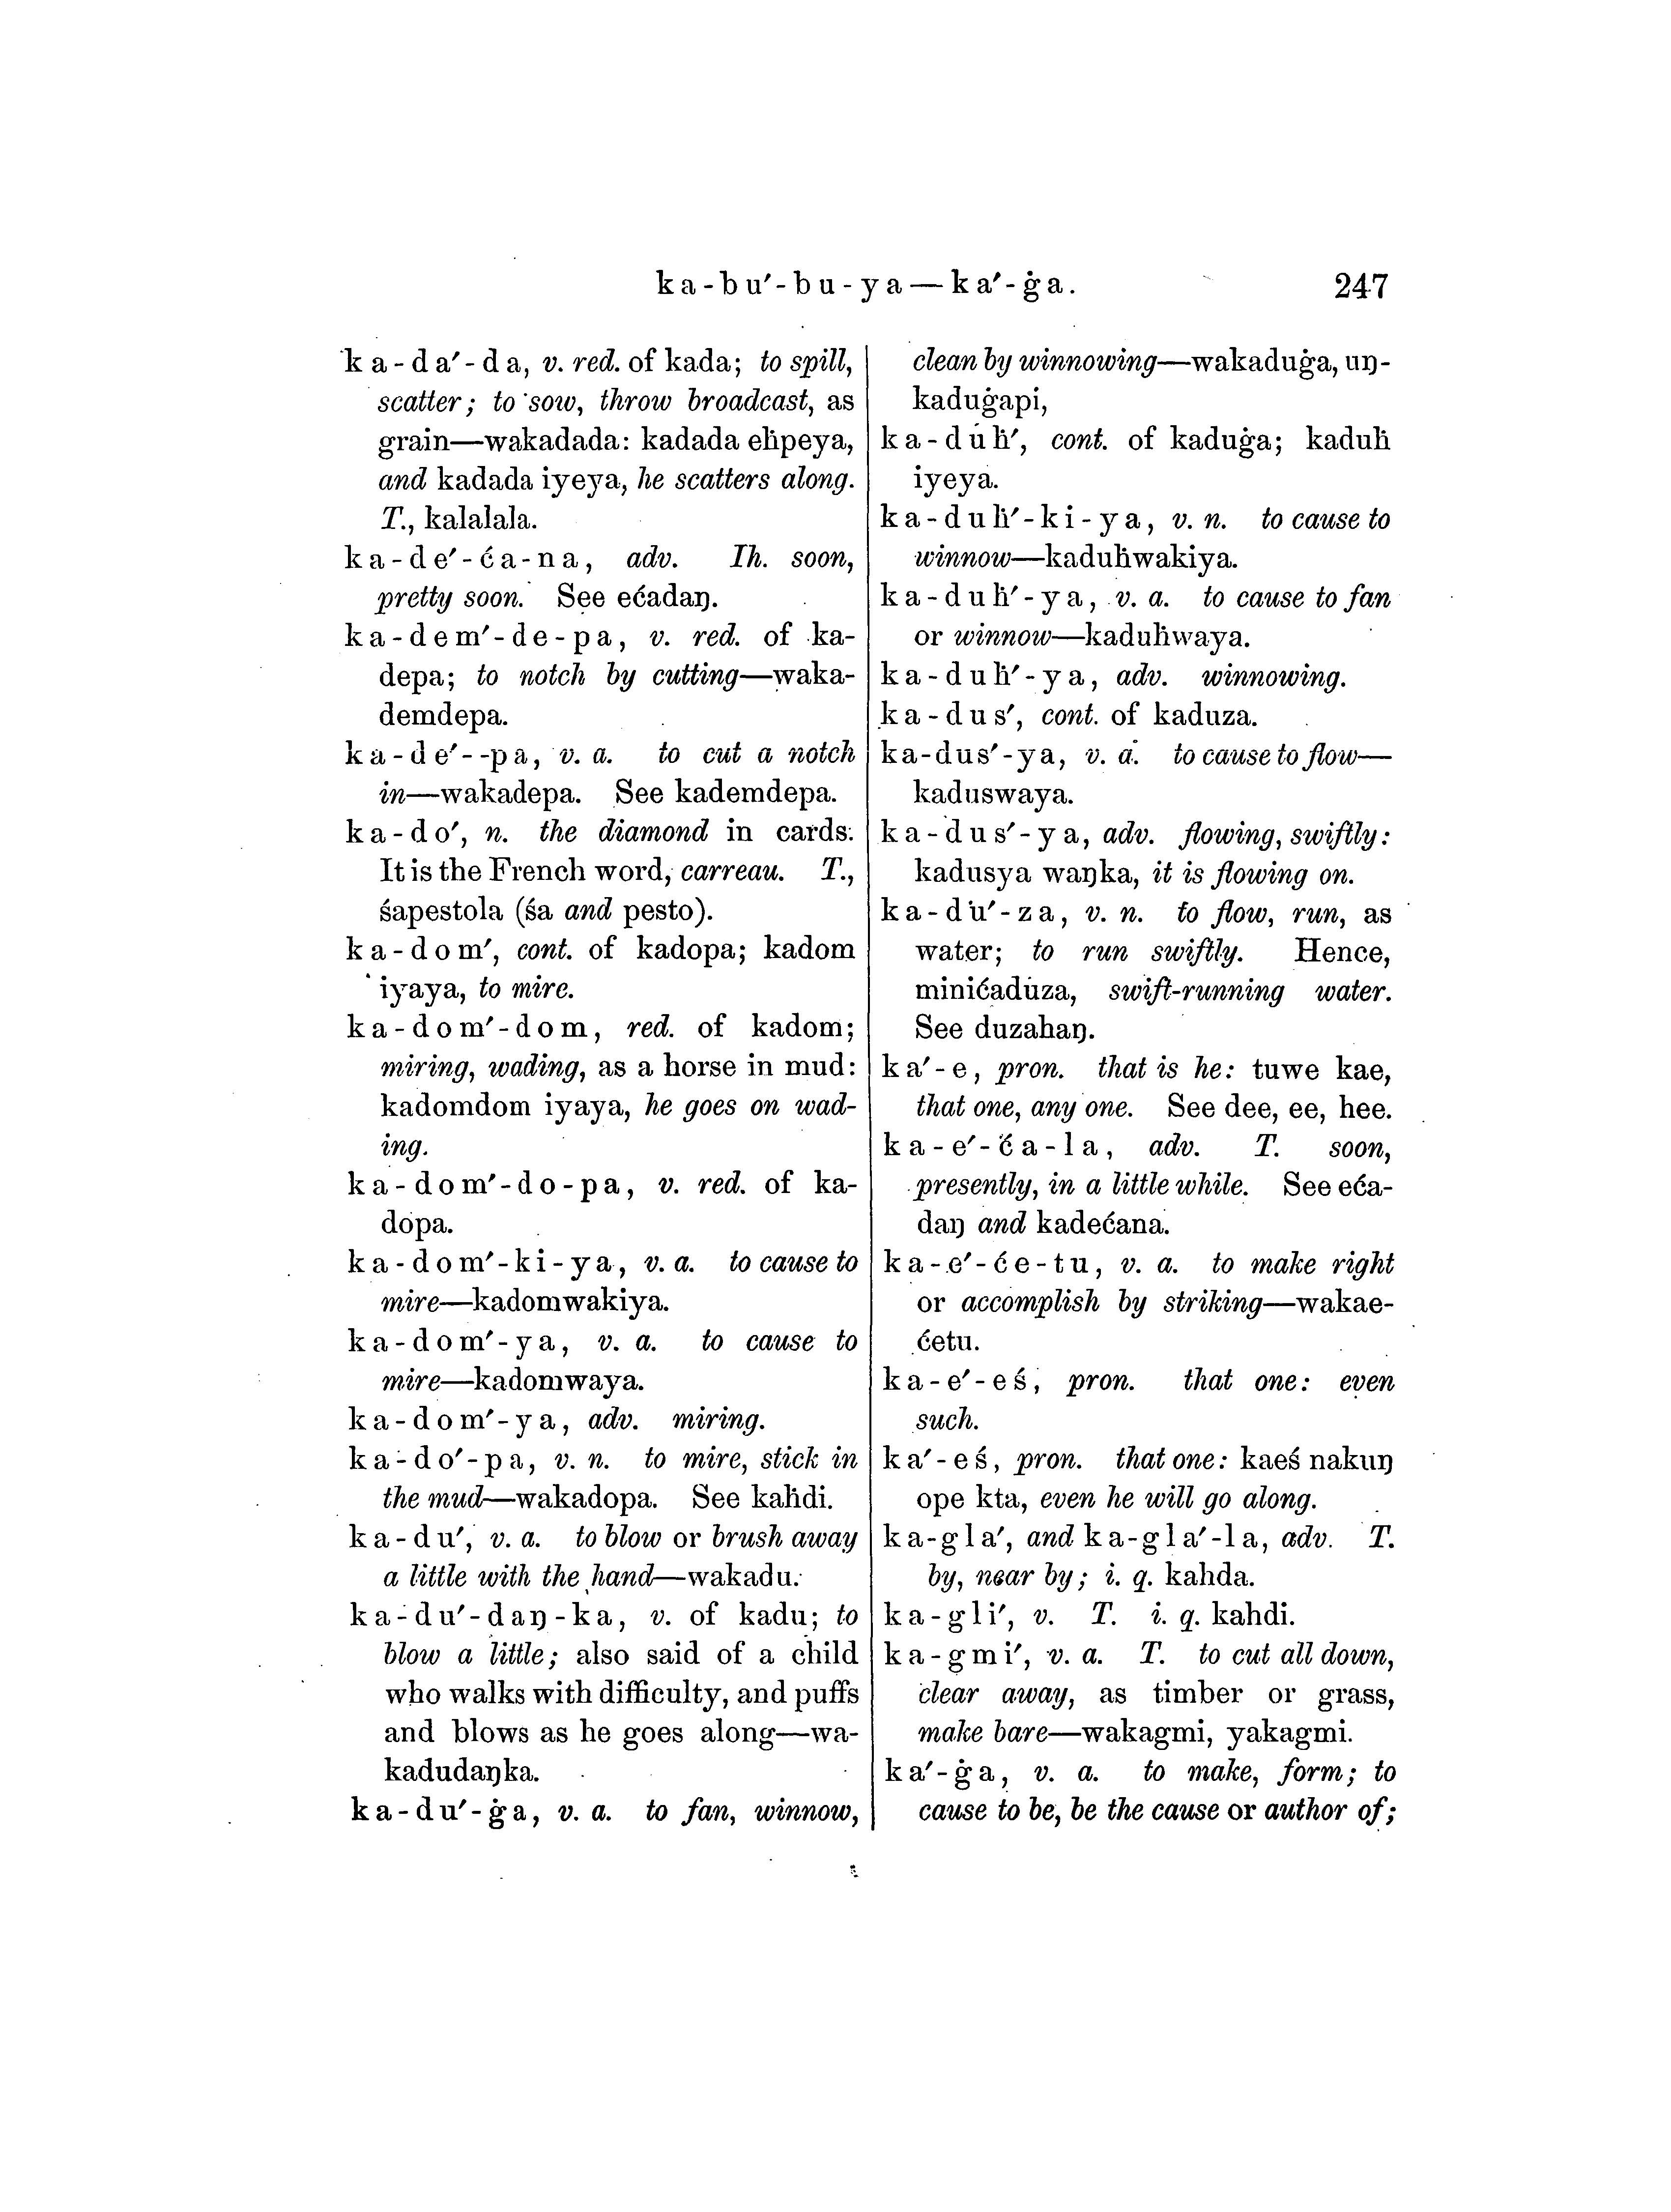 ka-bu′-bu-ya—ka′-ġa. 247
ka-da′-da, v. red. of kada; to spill,
scatter; to sow, throw broadcast, as
grain—wakadada: kadada eḣpeya,
and kadada iyeya, he scatters along.
T., kalalala.
ka-de′-ća-na, adv. Ih. soon,
pretty soon. See ećadaŋ.
ka-dem′-de-pa, v. red. of ka-
depa; to notch by cutting—waka-
demdepa.
ka-de′--pa, v. a. to cut a notch
in—wakadepa. See kademdepa.
ka-do′, n. the diamond in cards.
It is the French word, carreau. T.,
śapestola (śa and pesto).
ka-dom′, cont. of kadopa; kadom
iyaya, to mire.
ka-dom′-dom, red. of kadom;
miring, wading, as a horse in mud:
kadomdom iyaya, he goes on wad-
ing.
ka-dom′-do-pa, v. red. of ka-
dopa.
ka-dom′-ki-ya, v. a. to cause to
mire—kadomwakiya.
ka-dom′-ya, v. a. to cause to
mire—kadomwaya.
ka-dom′-ya, adv. miring.
ka-do′-pa, v. n. to mire, stick in
the mud—wakadopa. See kaḣdi.
ka-du′, v. a. to blow or brush away
a little with the hand—wakadu.
ka-du′-daŋ-ka, v. of kadu; to
blow a little; also said of a child
who walks with difficulty, and puffs
and blows as he goes along—wa-
kadudaŋka.
ka-du′-ġa, v. a. to fan, winnow,
clean by winnowing—wakaduġa, uŋ-
kaduġapi,
ka-duḣ′, cont. of kaduġa; kaduḣ
iyeya.
ka-duḣ′-ki-ya, v. n. to cause to
winnow—kaduḣwakiya.
ka-duḣ′-ya, v. a. to cause to fan
or winnow—kaduḣwaya.
ka-duḣ′-ya, adv. winnowing.
ka-dus′, cont. of kaduza.
ka-dus′-ya, v. a. to cause to flow—
kaduswaya.
ka-dus′-ya, adv. flowing, swiftly:
kadusya waŋka, it is flowing on.
ka-du′-za, v. n. to flow, run, as
water; to run swiftly. Hence,
minićaduza, swift-running water.
See duzahaŋ.
ka′-e, pron. that is he: tuwe kae,
that one, any one. See dee, ee, hee.
ka-e′-ća-la, adv. T. soon,
presently, in a little while. See eća-
daŋ and kadećana.
ka-e′-će-tu, v. a. to make right
or accomplish by striking—wakae-
ćetu.
ka-e′-eś, pron. that one: even
such.
ka′-eś, pron. that one: kaeś nakuŋ
ope kta, even he will go along.
ka-gla′, and ka-gla′-la, adv. T.
by, near by; i. q. kahda.
ka-gli′, v. T. i. q. kahdi.
ka-gmi′, v. a. T. to cut all down,
clear away, as timber or grass,
make bare—wakagmi, yakagmi.
ka′-ġa, v. a. to make, form; to
cause to be, be the cause or author of;